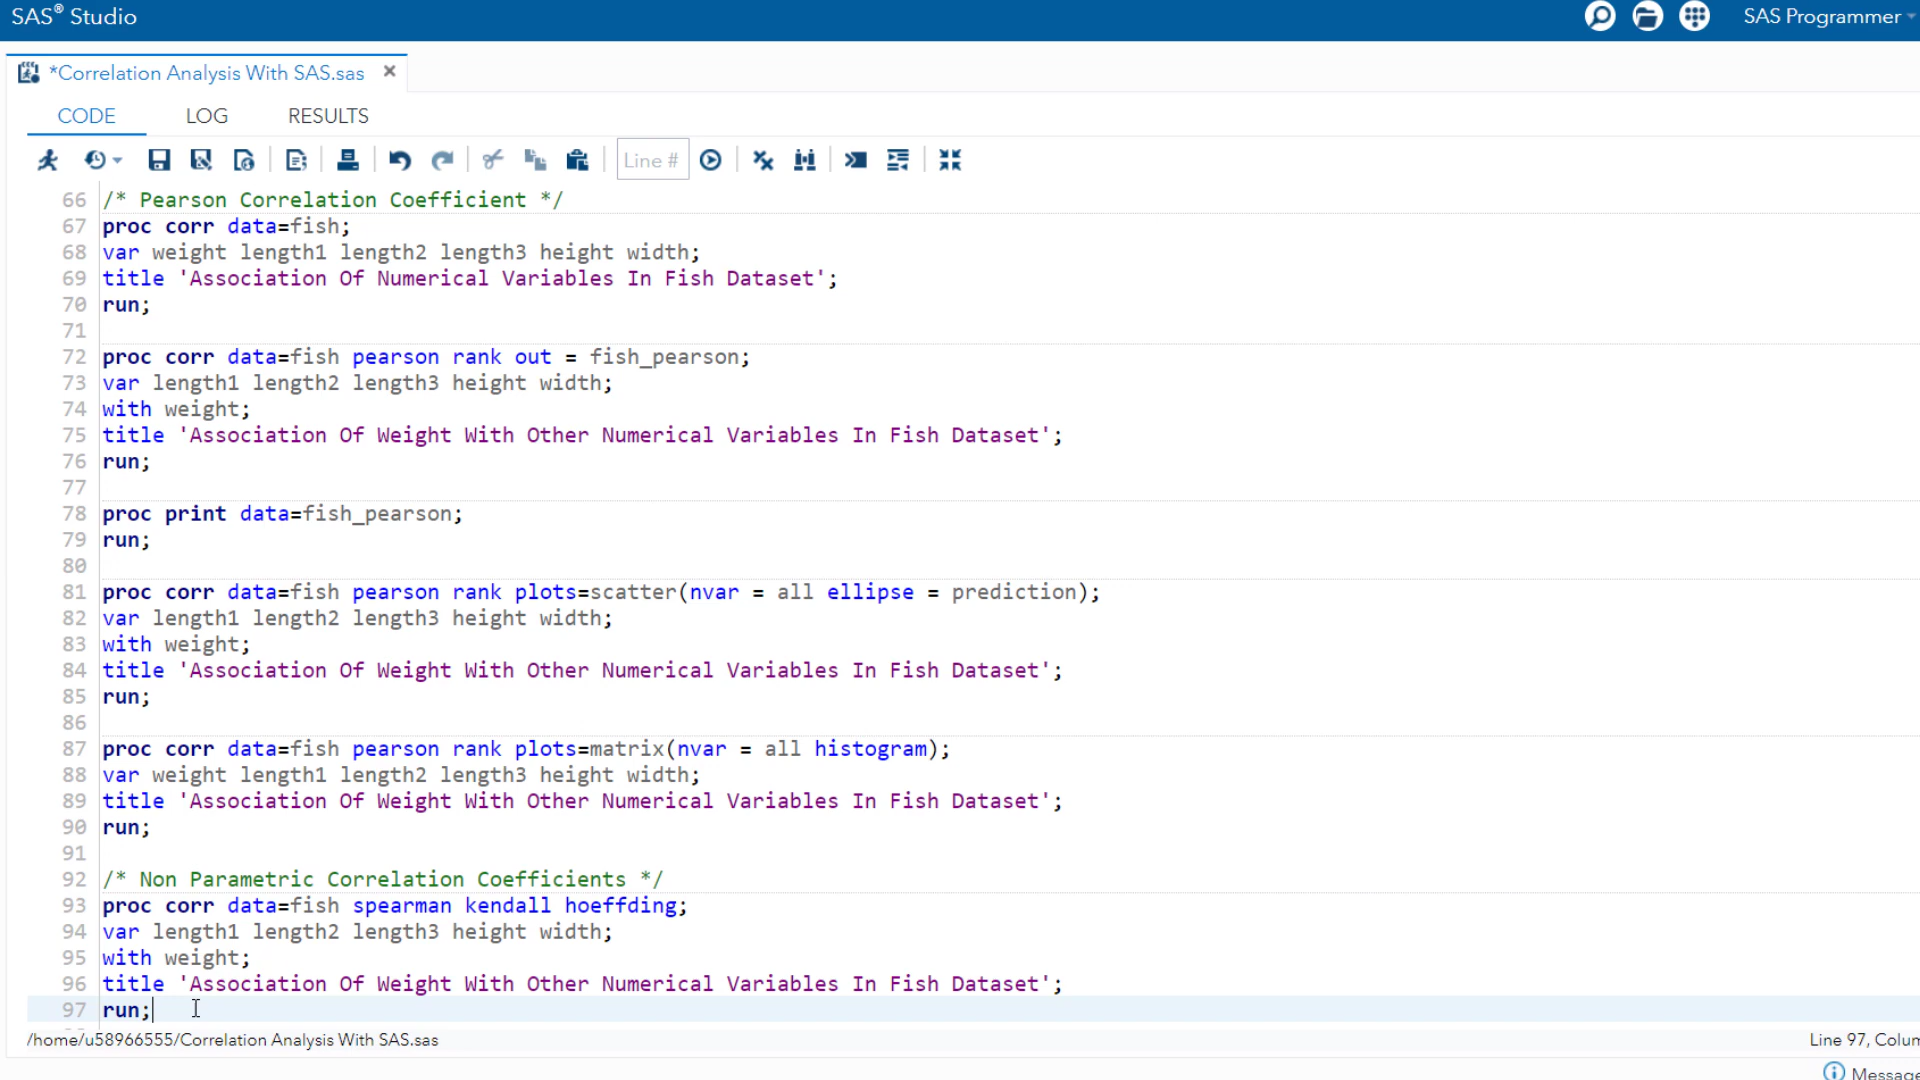 SAS® Studio
SAS Programmer
*Correlation Analysis With SAS.sas
CODE LOG RESULTS
Line #
66 /* Pearson Correlation Coefficient */
67 proc corr data=fish;
68 var weight length1 length2 length3 height width;
69 title 'Association Of Numerical Variables In Fish Dataset';
70 run;
71
72 proc corr data=fish pearson rank out = fish_pearson;
73 var length1 length2 length3 height width;
74 with weight;
75 title 'Association Of Weight With Other Numerical Variables In Fish Dataset';
76 run;
77
78 proc print data=fish_pearson;
79 run;
80
81 proc corr data=fish pearson rank plots=scatter(nvar = all ellipse = prediction);
82 var length1 length2 length3 height width;
83 with weight;
84 title 'Association Of Weight With Other Numerical Variables In Fish Dataset';
85 run;
86
87 proc corr data=fish pearson rank plots=matrix(nvar = all histogram);
88 var weight length1 length2 length3 height width;
89 title 'Association Of Weight With Other Numerical Variables In Fish Dataset';
90 run;
91
92 /* Non Parametric Correlation Coefficients */
93 proc corr data=fish spearman kendall hoeffding;
94 var length1 length2 length3 height width;
95 with weight;
96 title 'Association Of Weight With Other Numerical Variables In Fish Dataset';
97 run;
/home/u58966555/Correlation Analysis With SAS.sas
Line 97, Colum
Message